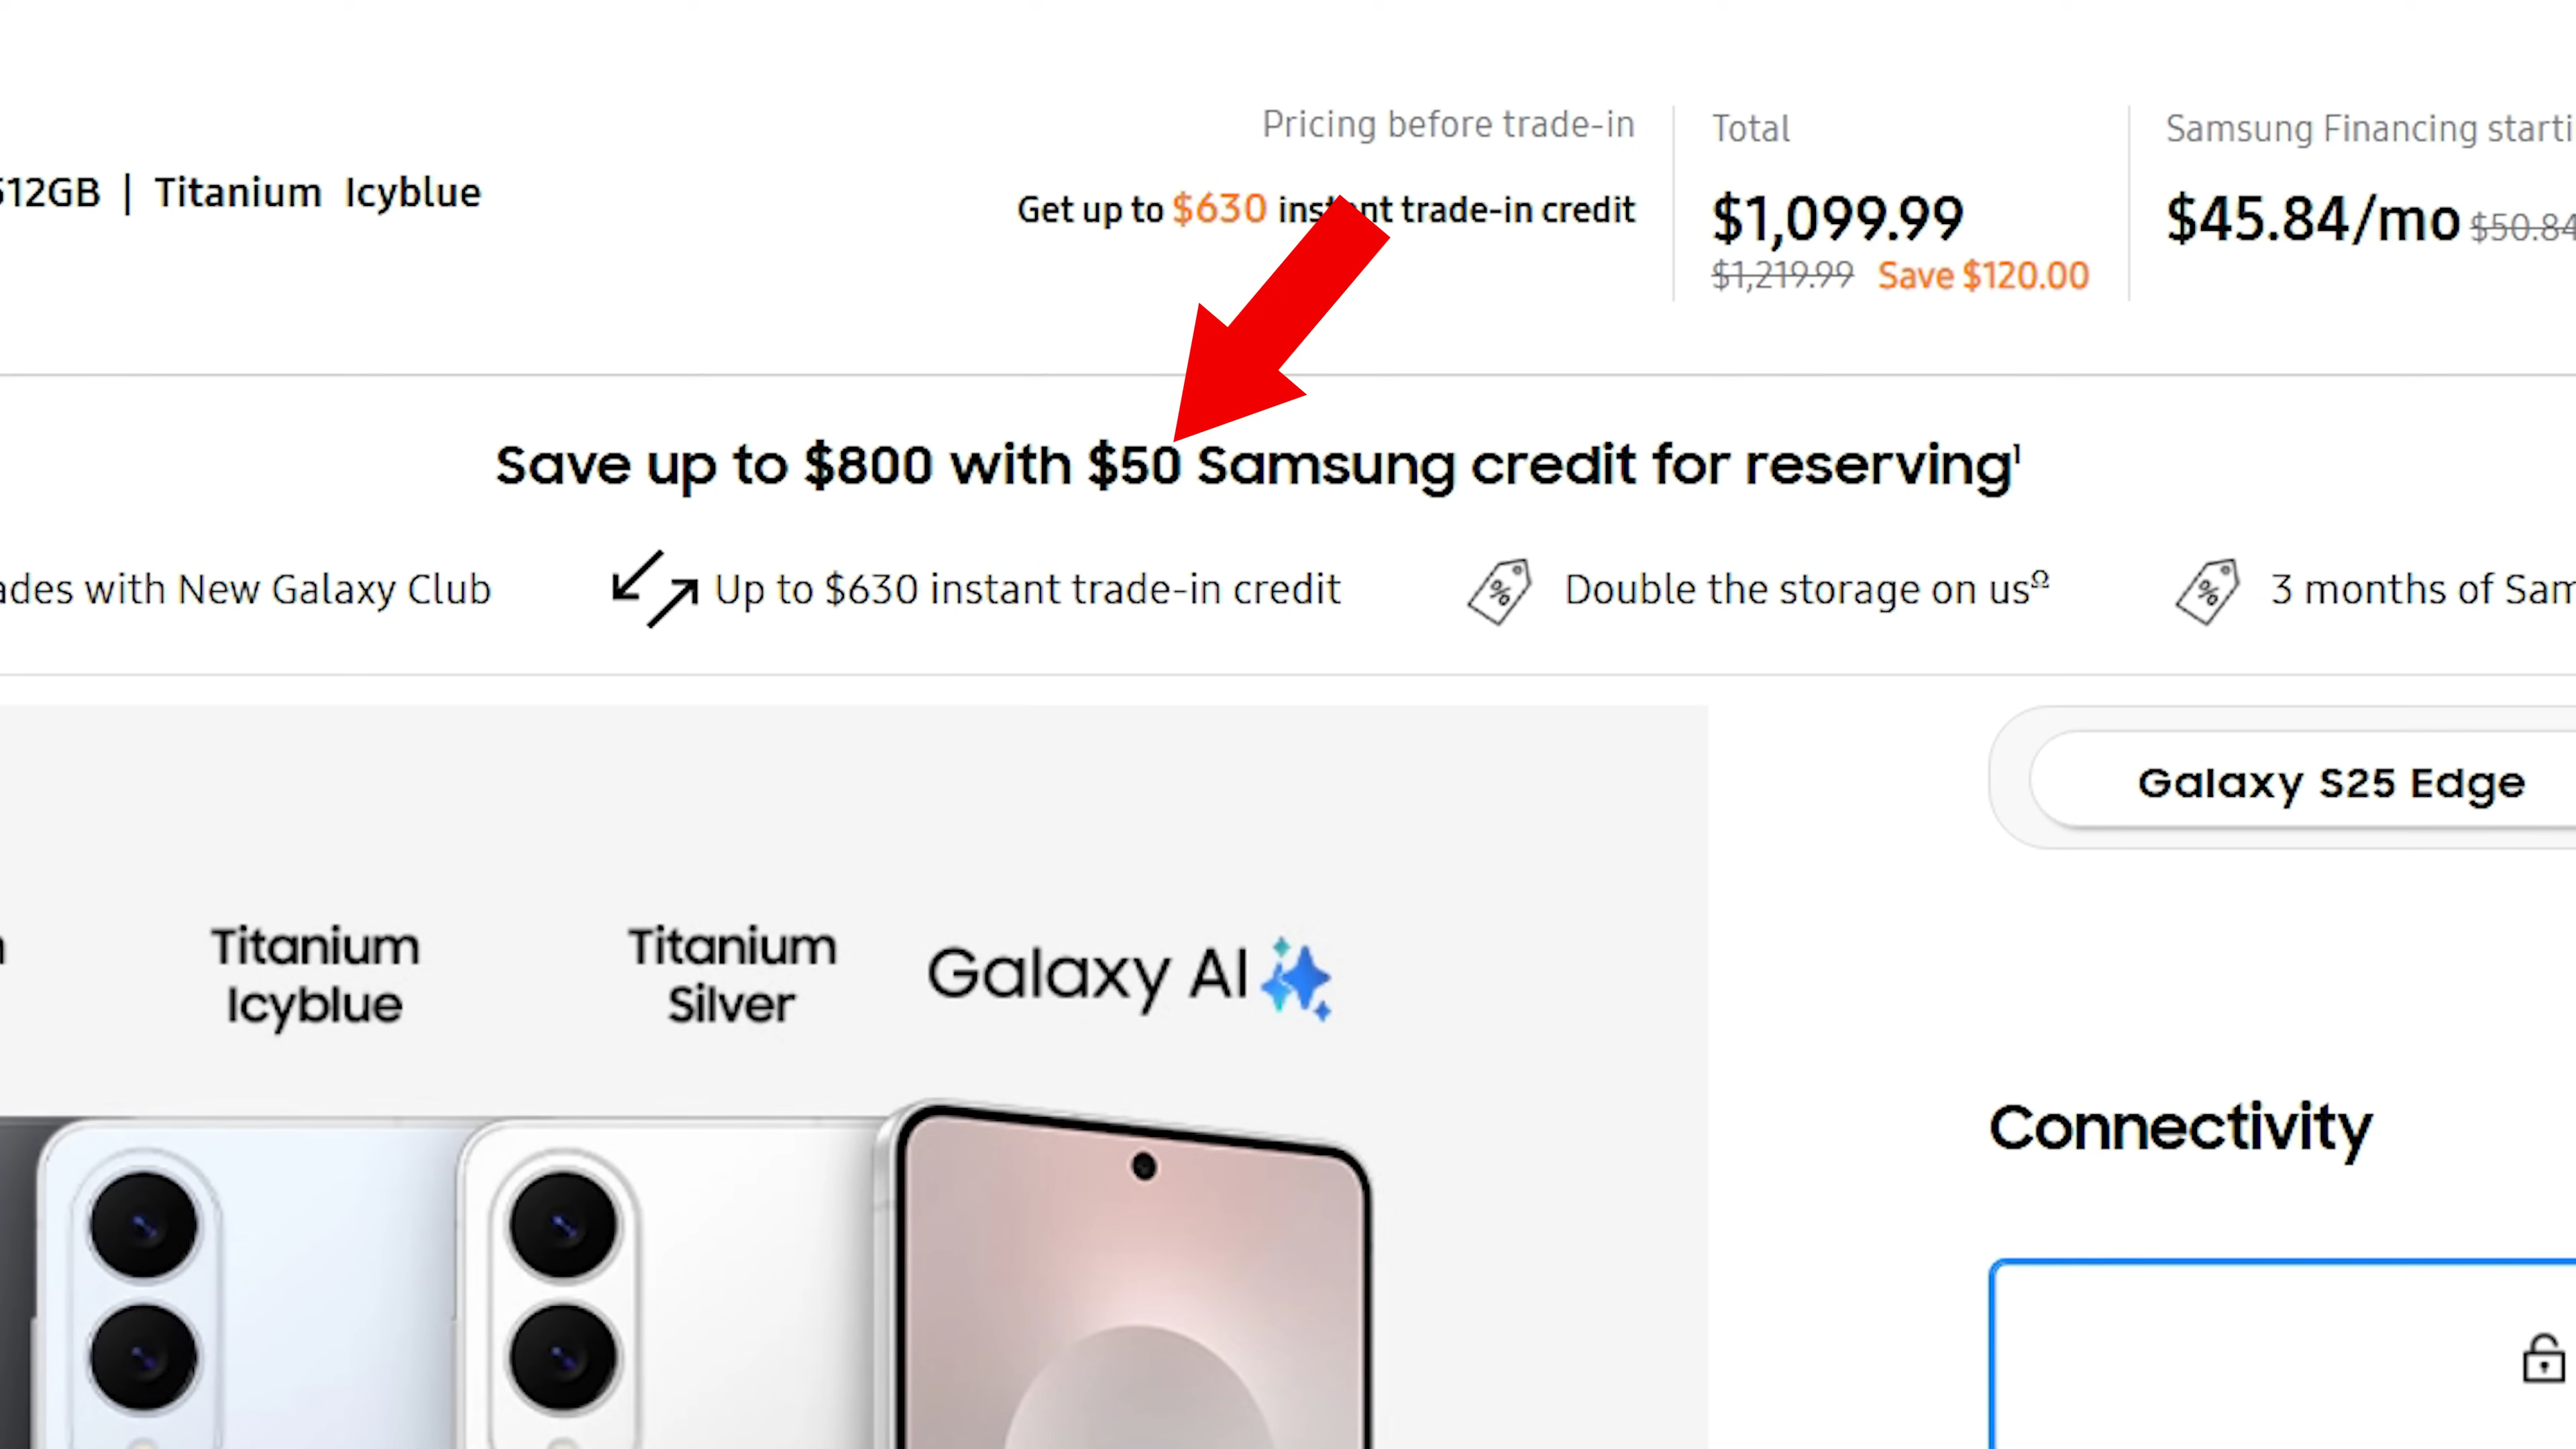 Pricing before trade-in
Total
Samsung Financing starti
512GB | Titanium Icyblue
Get up to $630 instant trade-in credit
$1,099.99
$45.84/mo $50.84
$1,219.99 Save $120.00
Save up to $800 with $50 Samsung credit for reserving¹
ades with New Galaxy Club
Up to $630 instant trade-in credit
Double the storage on usΩ
3 months of Sam
Galaxy S25 Edge
Titanium
Icyblue
Titanium
Silver
Galaxy AI
Connectivity